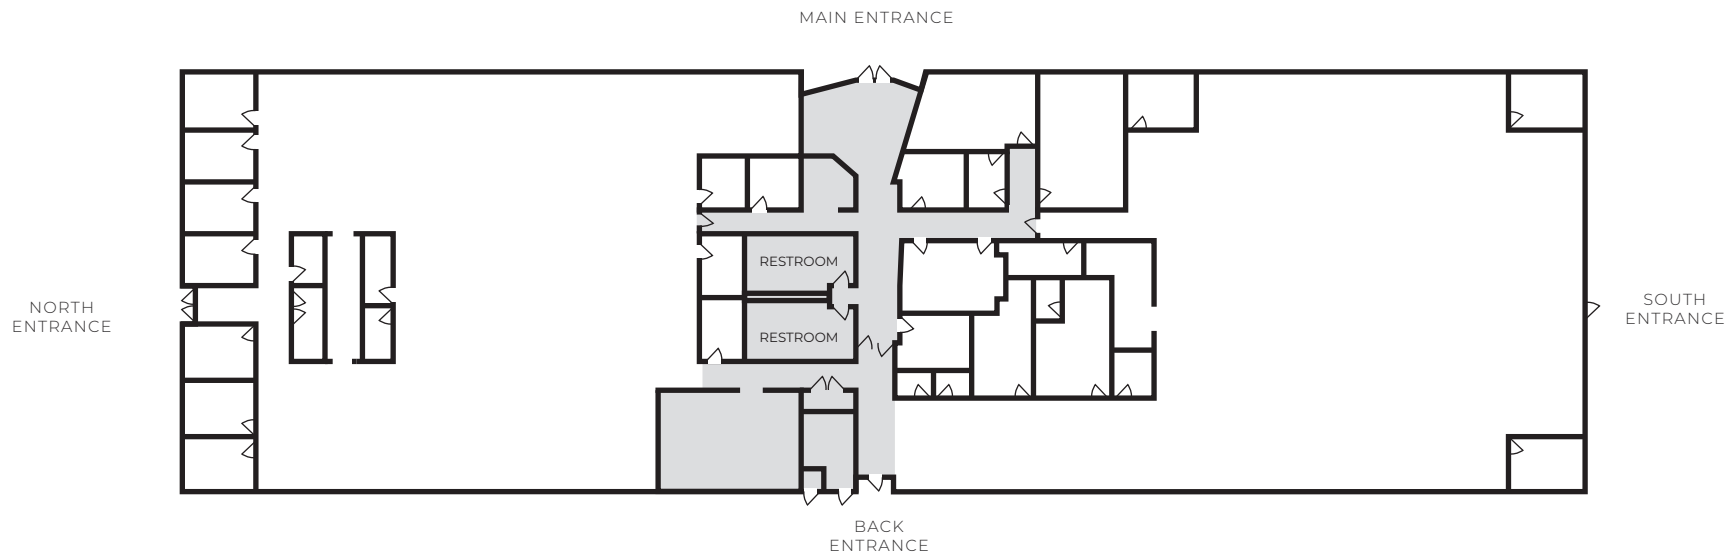 MAIN ENTRANCE
RESTROOM
NORTH
ENTRANCE
SOUTH
ENTRANCE
RESTROOM
BACK
ENTRANCE